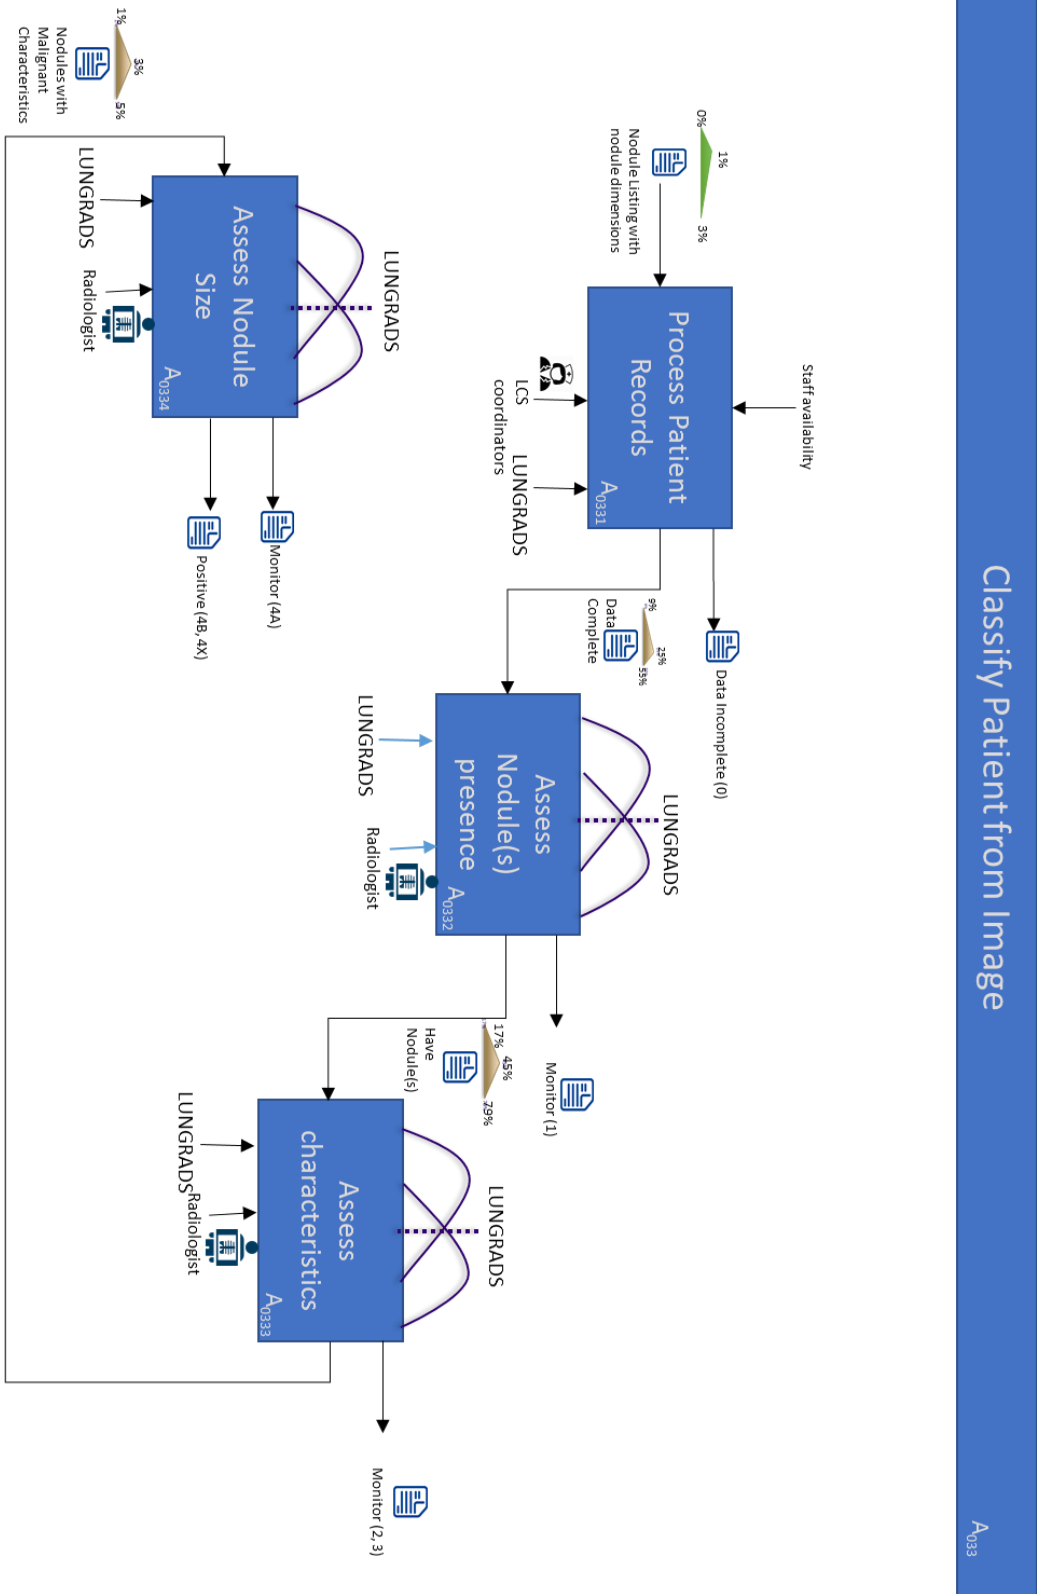 Classify Patient from Image
A033
Staff availability
1%
0%
3%
Nodule Listing with
nodule dimensions
Process Patient
Records
A0331
LCS
coordinators
LUNGRADS
Data Incomplete (0)
9%
25%
55%
Data
Complete
LUNGRADS
Assess
Nodule(s)
presence
A0332
LUNGRADS
Radiologist
Monitor (1)
17%
45%
79%
Have
Nodule(s)
LUNGRADS
Assess
characteristics
A0333
LUNGRADS
Radiologist
Monitor (2, 3)
1%
3%
5%
Nodules with
Malignant
Characteristics
LUNGRADS
Assess Nodule
Size
A0334
LUNGRADS
Radiologist
Monitor (4A)
Positive (4B, 4X)